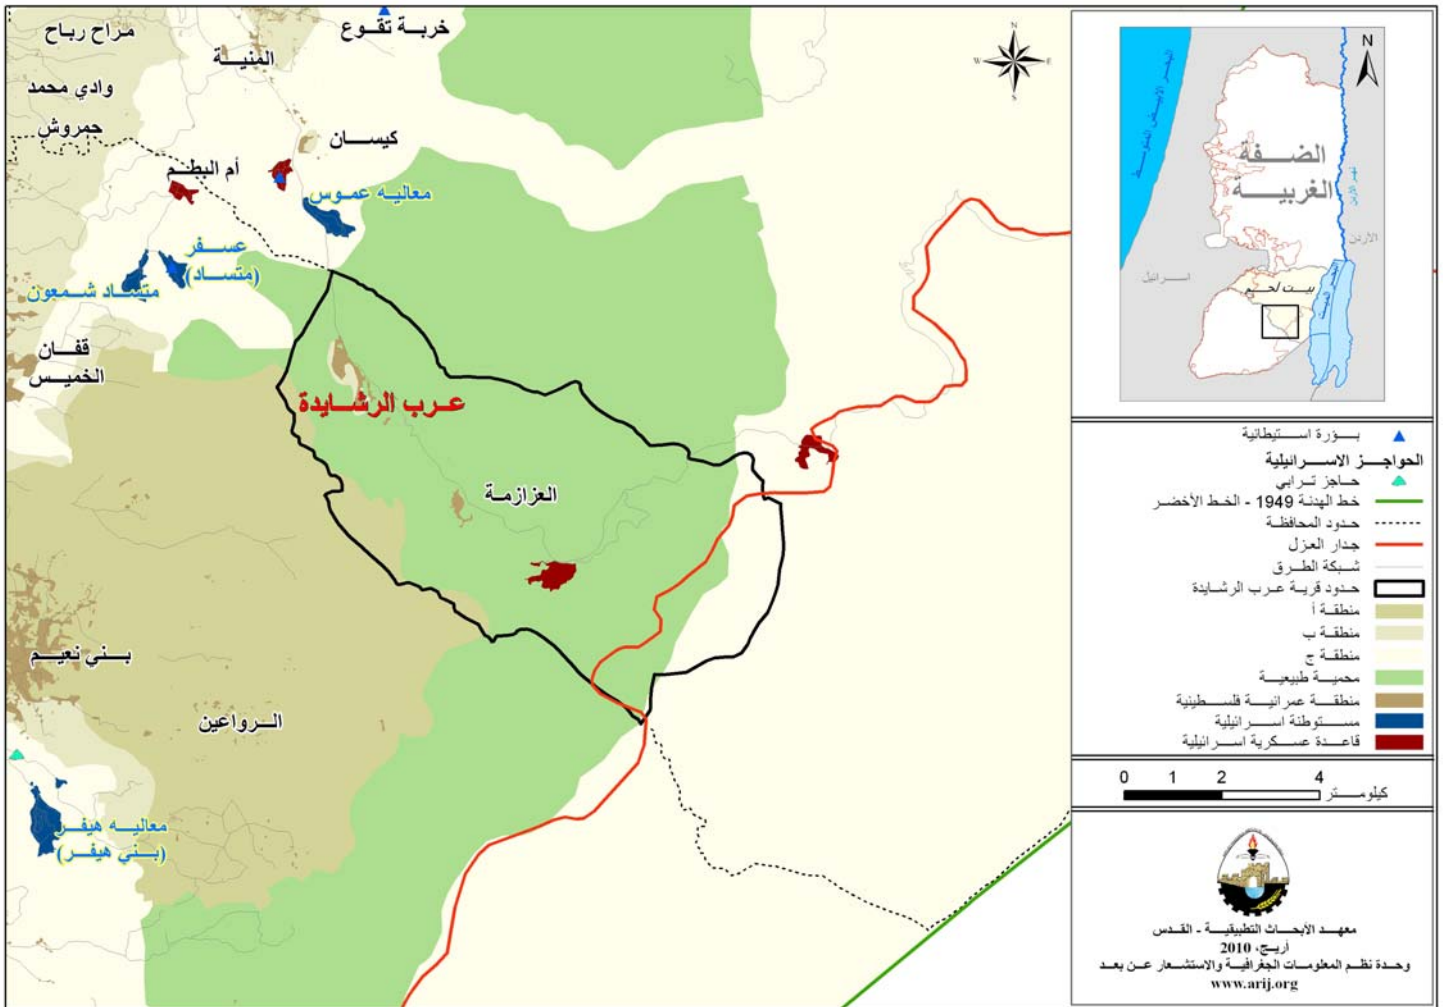 مراح رباح
خربة تقوع
المنية
وادي محمد
حمروش
كيسان
أم البطم
معاليه عموس
عسفر
(متساد)
متساد شمعون
قفان
الخميس
عرب الرشايدة
العزازمة
بني نعيم
الرواعين
معاليه هيفر
(بني هيفر)
N
W
E
S
N
البحر الابيض المتوسط
الضفة
الغربية
نهر الأردن
الأردن
اسرائيل
بيت لحم
البحر الميت
بؤرة استيطانية
الحواجز الاسرائيلية
حاجز ترابي
خط الهدنة 1949 - الخط الأخضر
حدود المحافظة
جدار العزل
شبكة الطرق
حدود قرية عرب الرشايدة
منطقة أ
منطقة ب
منطقة ج
محمية طبيعية
منطقة عمرانية فلسطينية
مستوطنة اسرائيلية
قاعدة عسكرية اسرائيلية
0 1 2 4
كيلومتر
معهد الأبحاث التطبيقية - القدس
أريج، 2010
وحدة نظم المعلومات الجغرافية والاستشعار عن بعد
www.arij.org